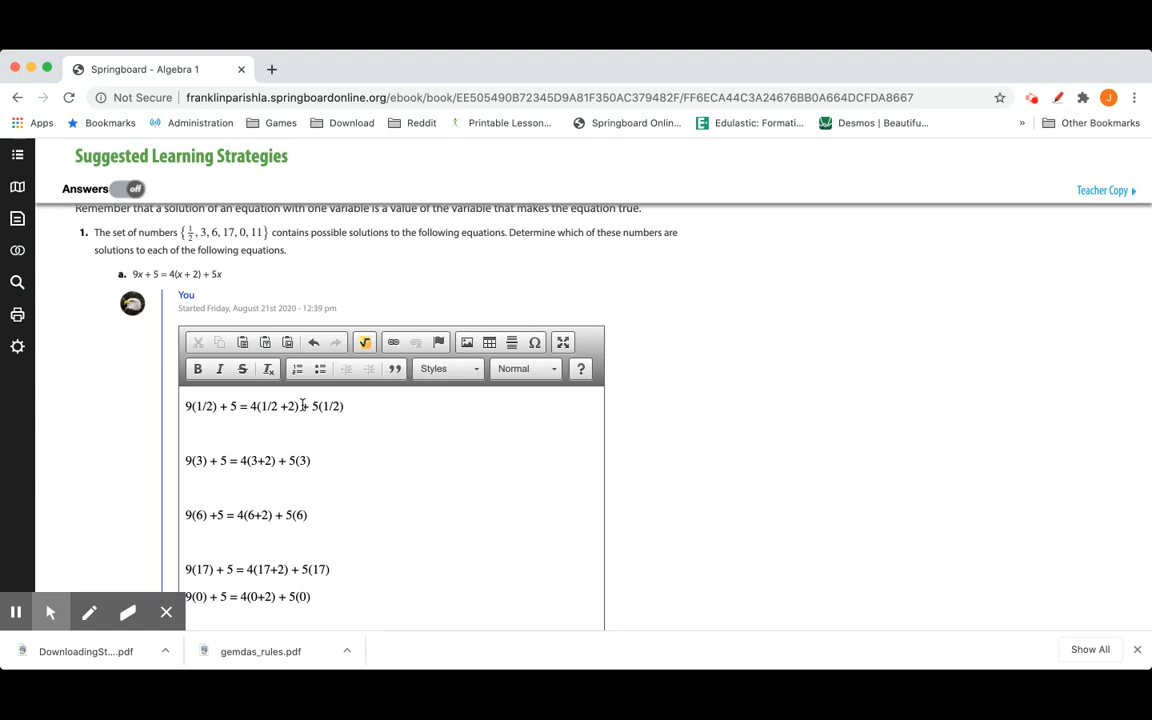 Springboard - Algebra 1
Not Secure | franklinparishla.springboardonline.org/ebook/book/EE505490B72345D9A81F350AC379482F/FF6ECA44C3A24676BB0A664DCFDA8667
Apps Bookmarks Administration Games Download Reddit Printable Lesson... Springboard Onlin... Edulastic: Formati... Desmos | Beautifu... » Other Bookmarks
Suggested Learning Strategies
Answers off
Teacher Copy
Remember that a solution of an equation with one variable is a value of the variable that makes the equation true.
1. The set of numbers {1/2, 3, 6, 17, 0, 11} contains possible solutions to the following equations. Determine which of these numbers are
solutions to each of the following equations.
a. 9x + 5 = 4(x + 2) + 5x
You
Started Friday, August 21st 2020 - 12:39 pm
B I S Tx Styles Normal ?
9(1/2) + 5 = 4(1/2 +2) + 5(1/2)
9(3) + 5 = 4(3+2) + 5(3)
9(6) +5 = 4(6+2) + 5(6)
9(17) + 5 = 4(17+2) + 5(17)
9(0) + 5 = 4(0+2) + 5(0)
DownloadingSt....pdf
gemdas_rules.pdf
Show All